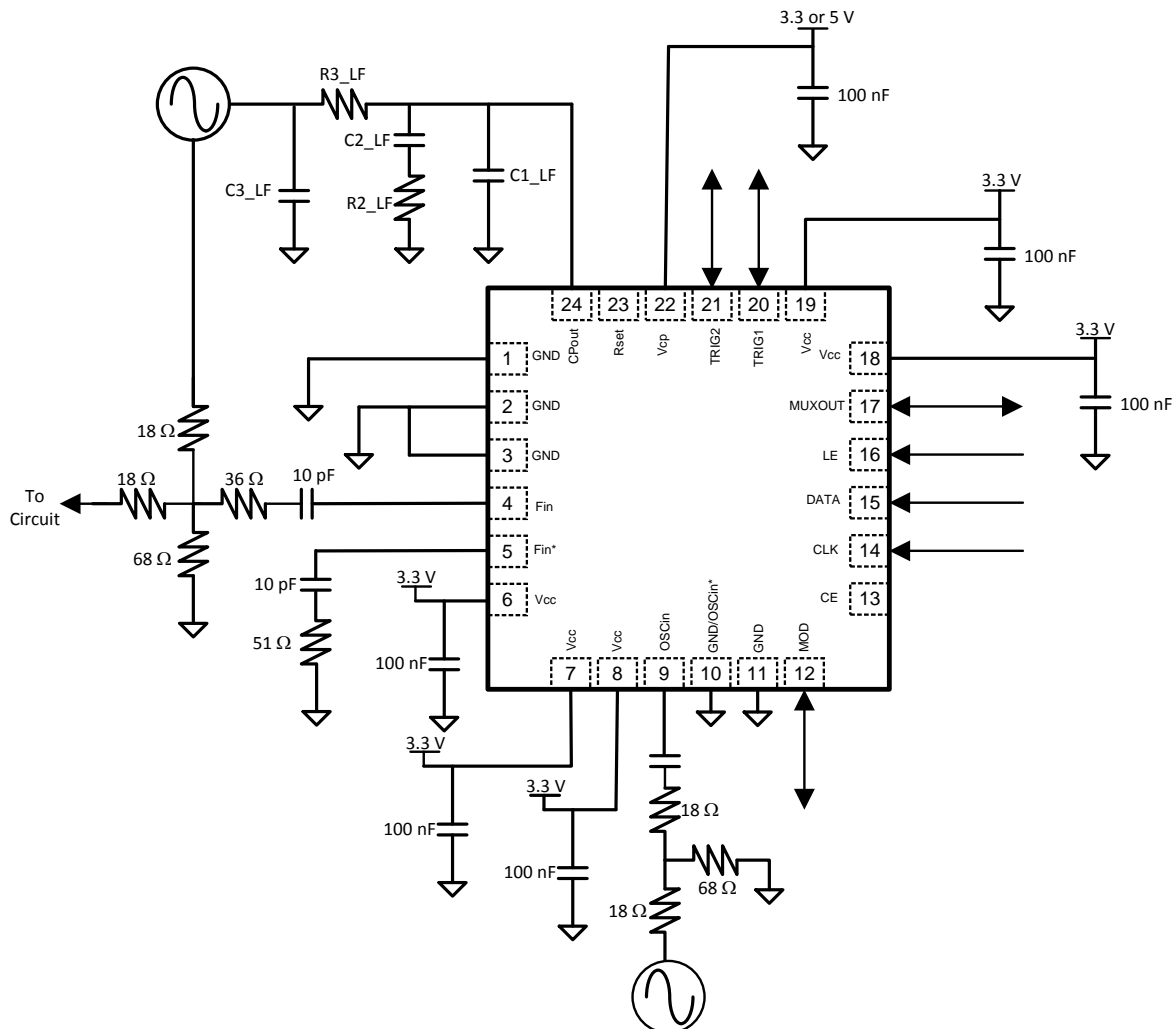 3.3 or 5 V
100 nF
R3_LF
C2_LF
C3_LF
R2_LF
C1_LF
3.3 V
100 nF
24
23
22
21
20
19
CPout
Rset
Vcp
TRIG2
TRIG1
Vcc
3.3 V
100 nF
1
GND
Vcc
18
2
GND
MUXOUT
17
3
GND
LE
16
4
Fin
DATA
15
5
Fin*
CLK
14
6
Vcc
CE
13
18 Ω
18 Ω
36 Ω
10 pF
To
Circuit
68 Ω
10 pF
51 Ω
3.3 V
100 nF
Vcc
Vcc
OSCin
GND/OSCin*
GND
MOD
7
8
9
10
11
12
3.3 V
100 nF
3.3 V
100 nF
18 Ω
68 Ω
18 Ω